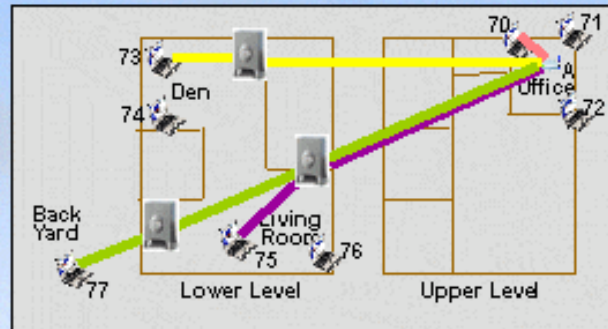 70
71
73
A
Den
Office
74
72
Back
Yard
Living
Room
75
76
77
Lower Level
Upper Level